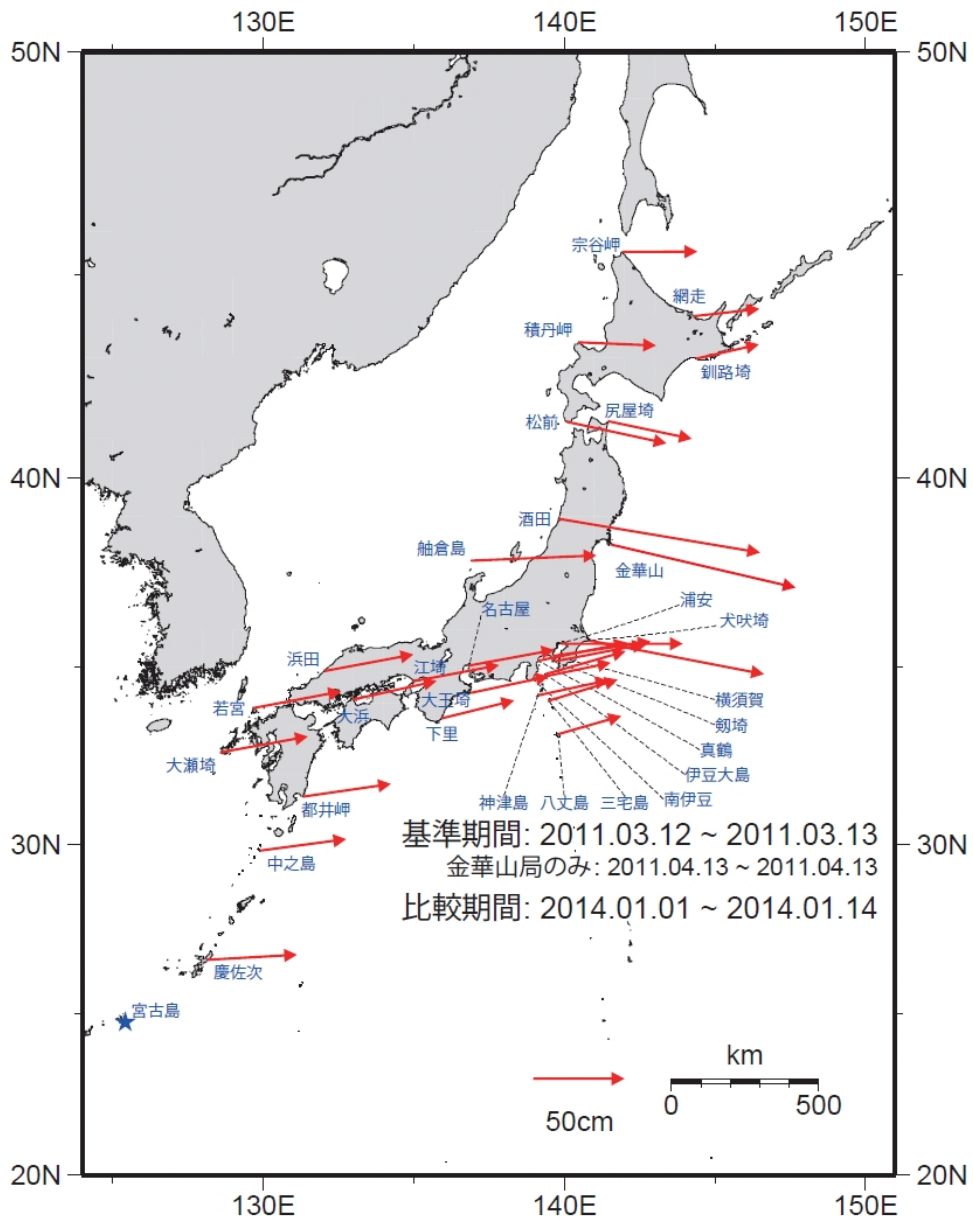 130E 140E 150E
50N 50N
宗谷岬
網走
積丹岬
釧路埼
松前 尻屋埼
40N 40N
酒田
舳倉島
金華山
名古屋 浦安
犬吠埼
浜田 江埼
若宮 大浜 大王埼 横須賀
下里 剱埼
大瀬埼 真鶴
伊豆大島
都井岬 神津島 八丈島 三宅島 南伊豆
30N 30N
基準期間: 2011.03.12 ~ 2011.03.13
中之島 金華山局のみ: 2011.04.13 ~ 2011.04.13
比較期間: 2014.01.01 ~ 2014.01.14
慶佐次
宮古島
km
0 500
50cm
20N 20N
130E 140E 150E